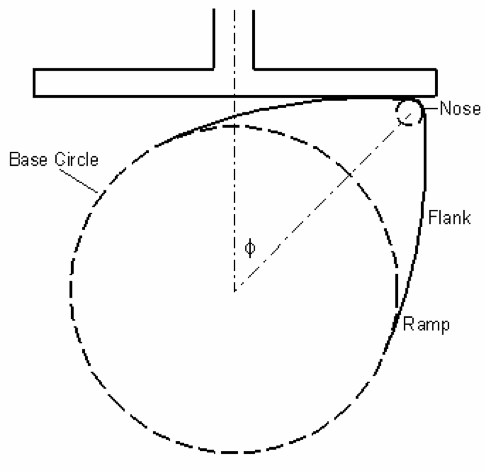 Nose
Base Circle
Flank
ϕ
Ramp